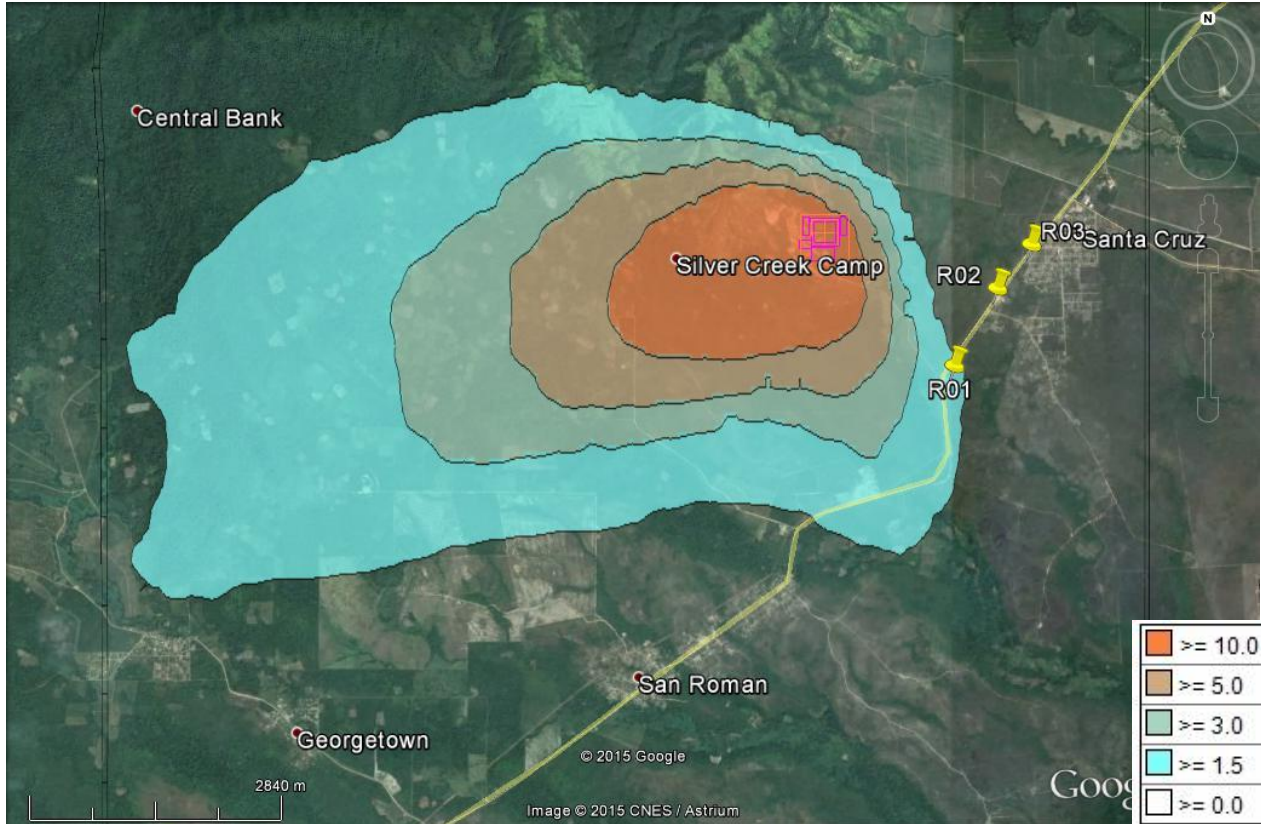 N
Central Bank
R03
Santa Cruz
Silver Creek Camp
R02
R01
San Roman
Georgetown
© 2015 Google
2840 m
Image © 2015 CNES / Astrium
>= 10.0
>= 5.0
>= 3.0
>= 1.5
>= 0.0